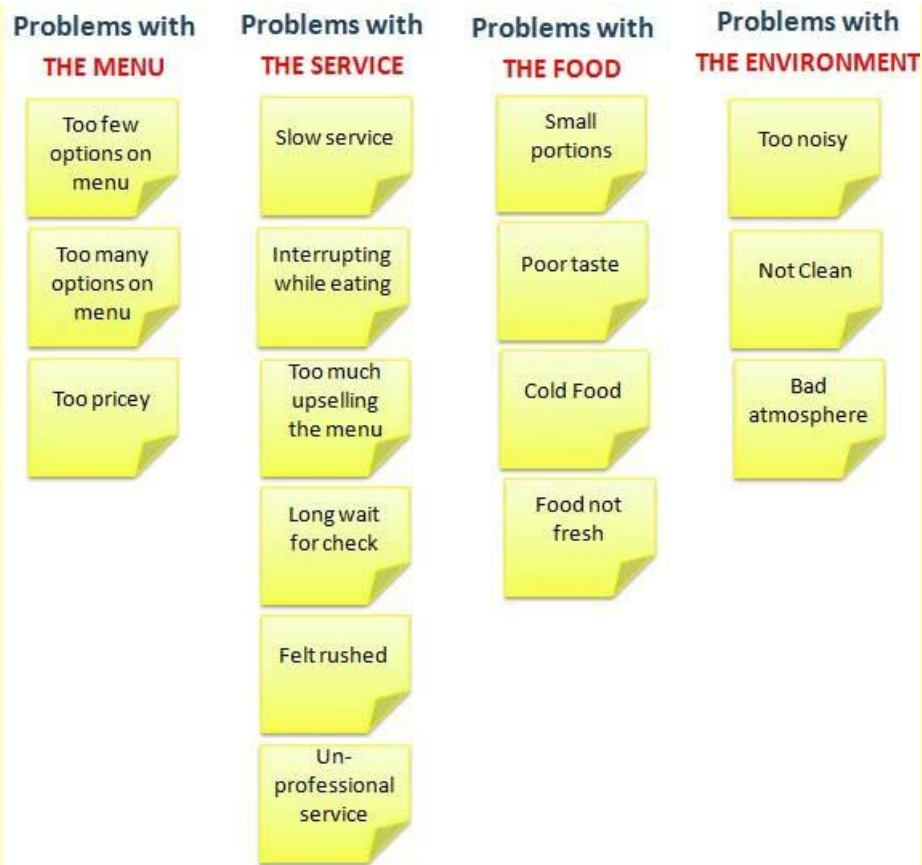 Problems with
THE MENU
Too few
options on
menu
Too many
options on
menu
Too pricey
Problems with
THE SERVICE
Slow service
Interrupting
while eating
Too much
upselling
the menu
Long wait
for check
Felt rushed
Un-
professional
service
Problems with
THE FOOD
Small
portions
Poor taste
Cold Food
Food not
fresh
Problems with
THE ENVIRONMENT
Too noisy
Not Clean
Bad
atmosphere